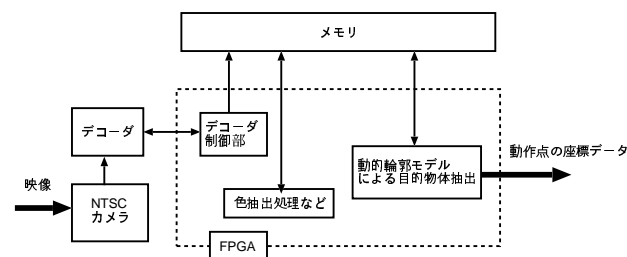 メモリ
デコーダ
デコーダ
制御部
動的輪郭モデル
による目的物体抽出
動作点の座標データ
映像
NTSC
カメラ
色抽出処理など
FPGA